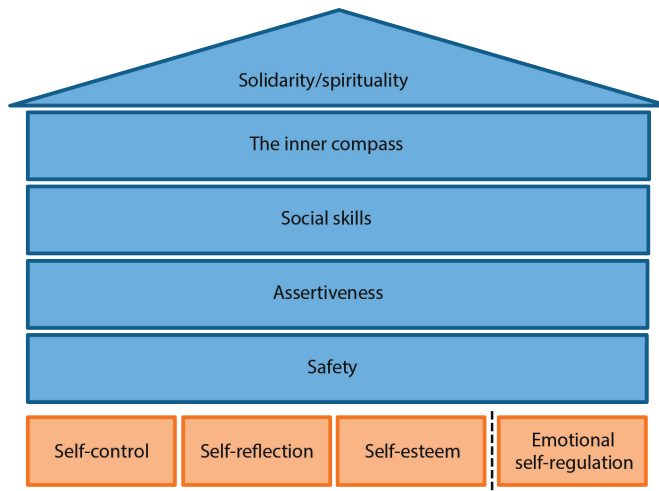 Solidarity/spirituality
The inner compass
Social skills
Assertiveness
Safety
Self-control
Self-reflection
Self-esteem
Emotional
self-regulation